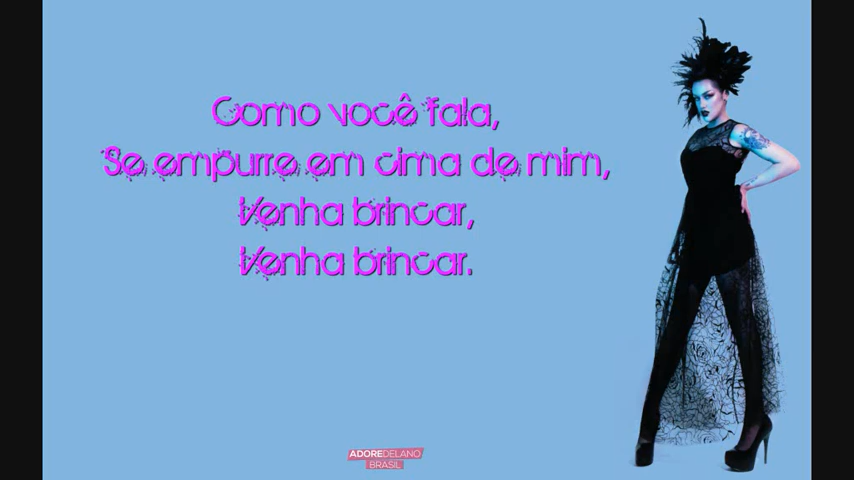 Como você fala,
Se empurre em cima de mim,
Venha brincar,
Venha brincar.
ADOREDELANO
BRASIL